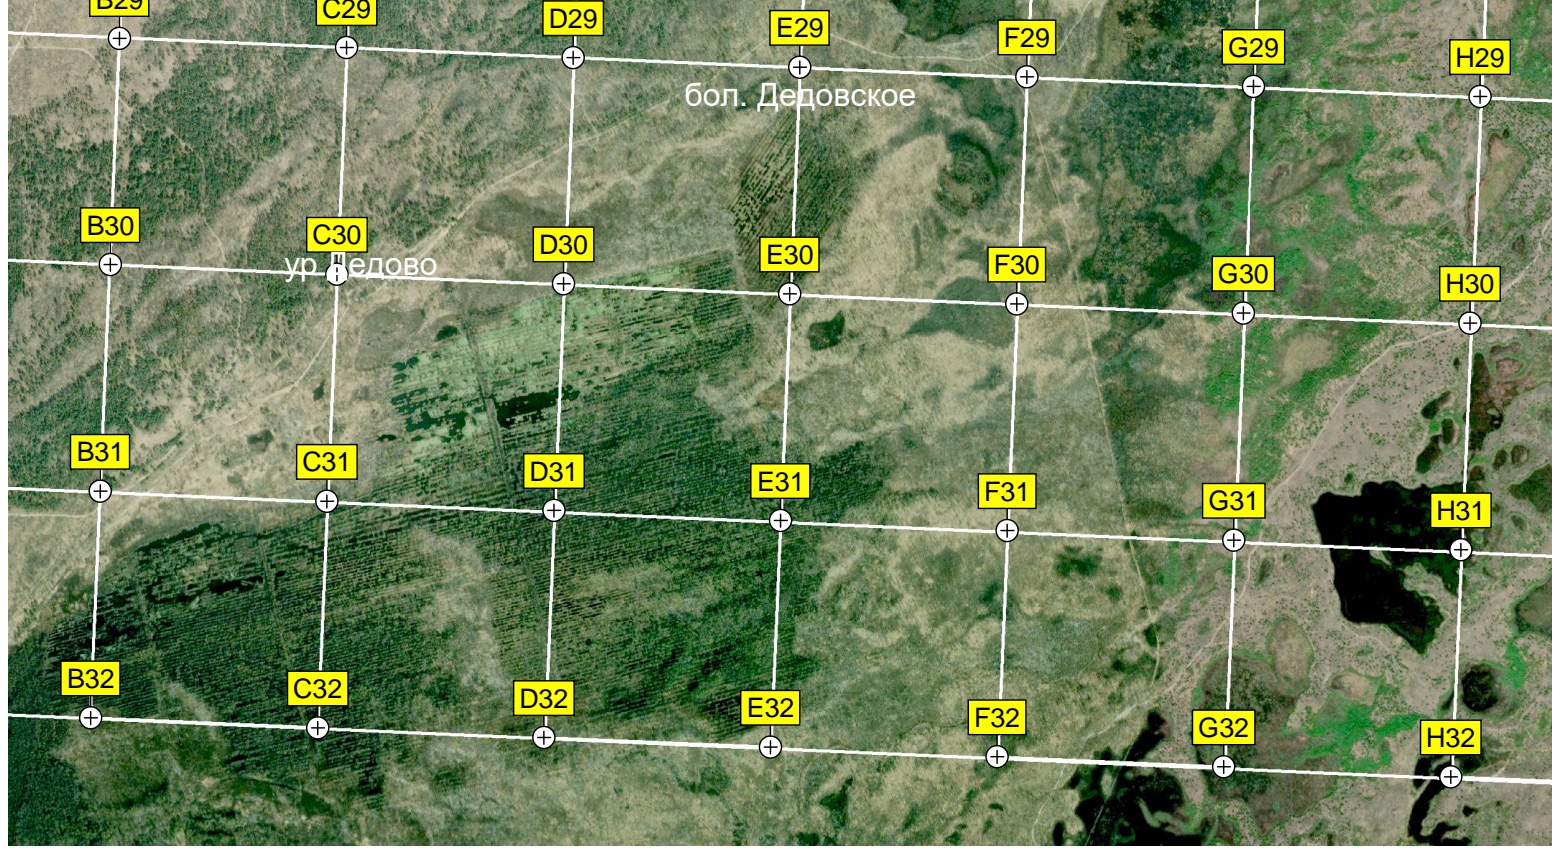 B29 C29 D29 E29 F29 G29 H29
бол. Дедовское
B30 C30 D30 E30 F30 G30 H30
ур Дедово
B31 C31 D31 E31 F31 G31 H31
B32 C32 D32 E32 F32 G32 H32